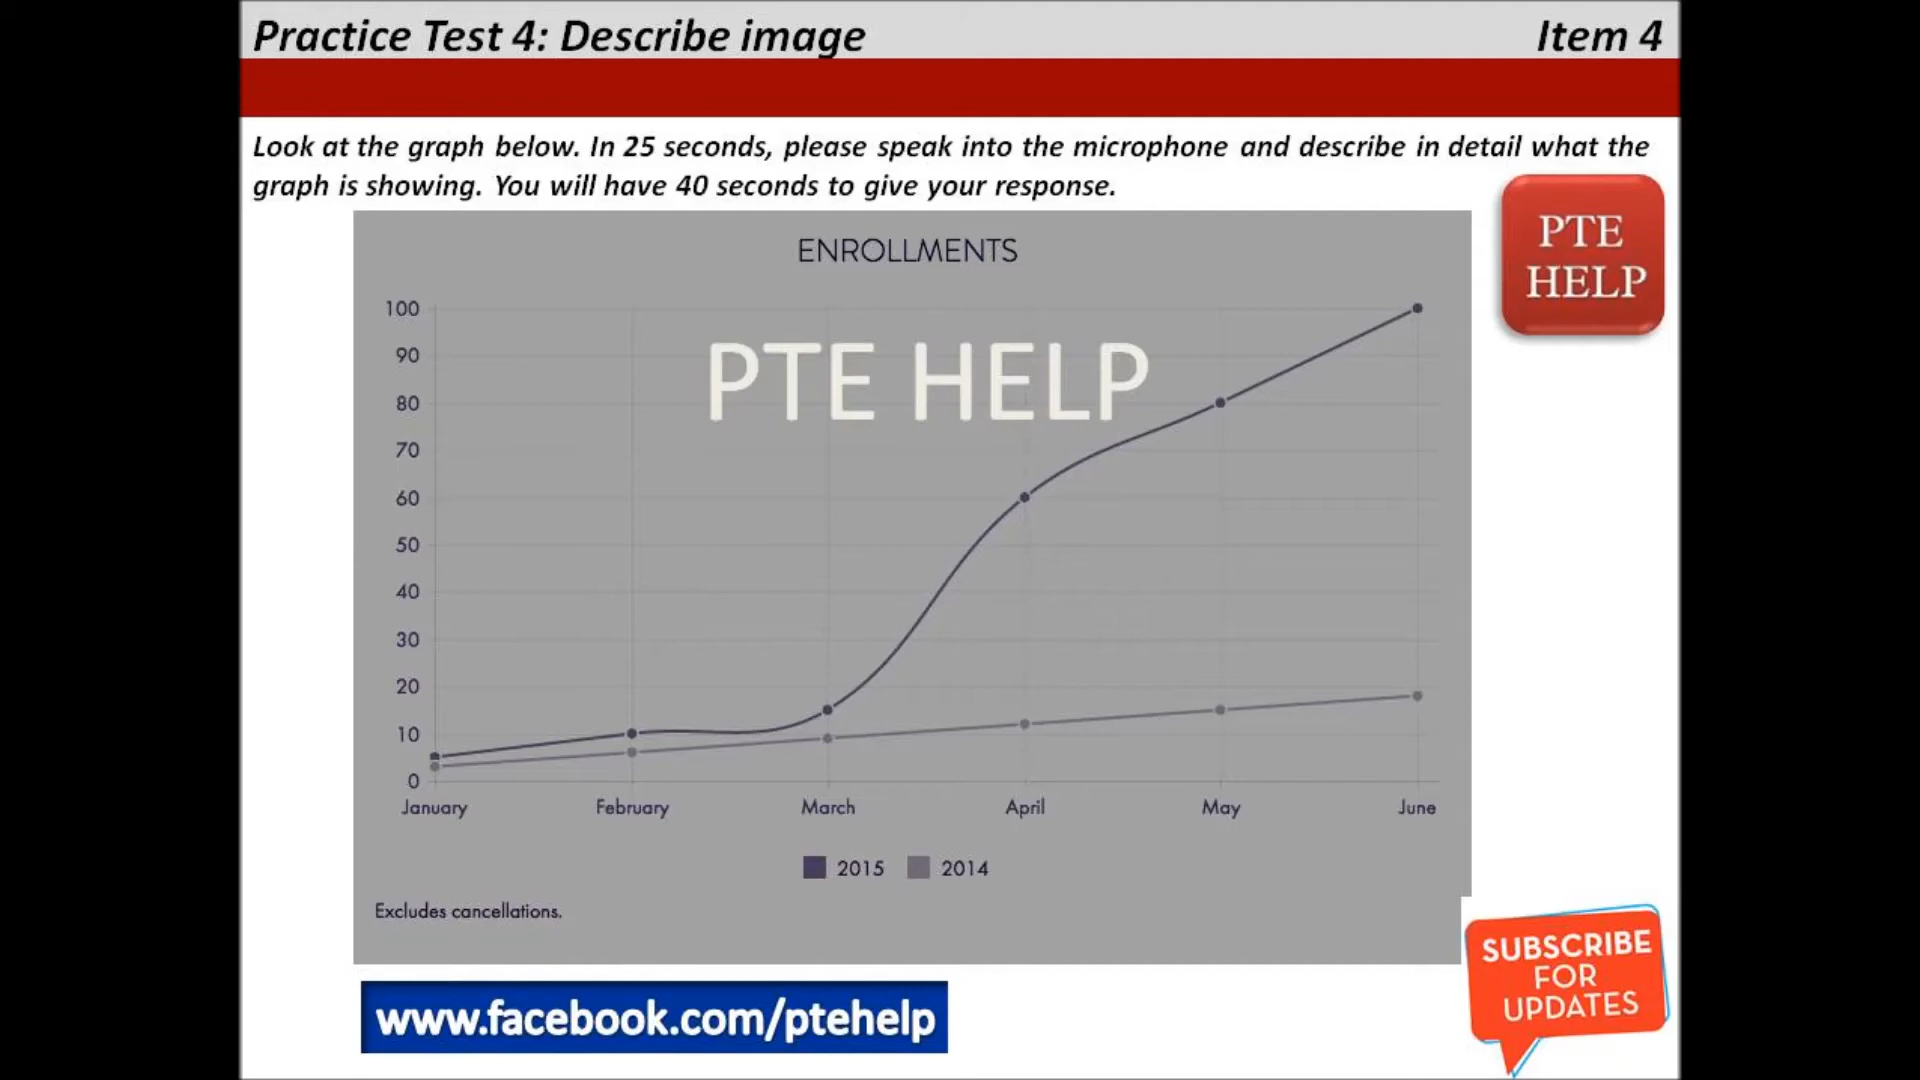 Practice Test 4: Describe image
Item 4
Look at the graph below. In 25 seconds, please speak into the microphone and describe in detail what the
graph is showing. You will have 40 seconds to give your response.
PTE
HELP
ENROLLMENTS
PTE HELP
100
90
80
70
60
50
40
30
20
10
0
January February March April May June
2015 2014
Excludes cancellations.
SUBSCRIBE
FOR
UPDATES
www.facebook.com/ptehelp